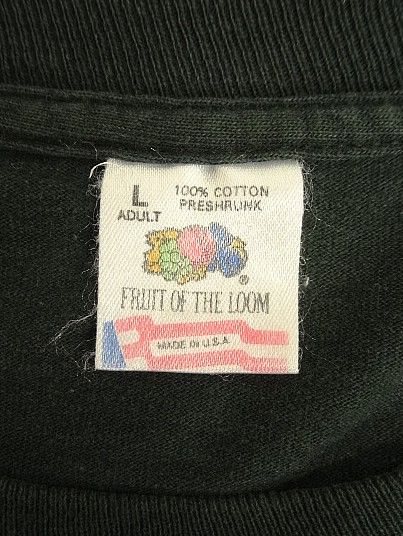 L
ADULT
100% COTTON
PRESHRUNK
®
FRUIT OF THE LOOM
MADE IN U.S.A.